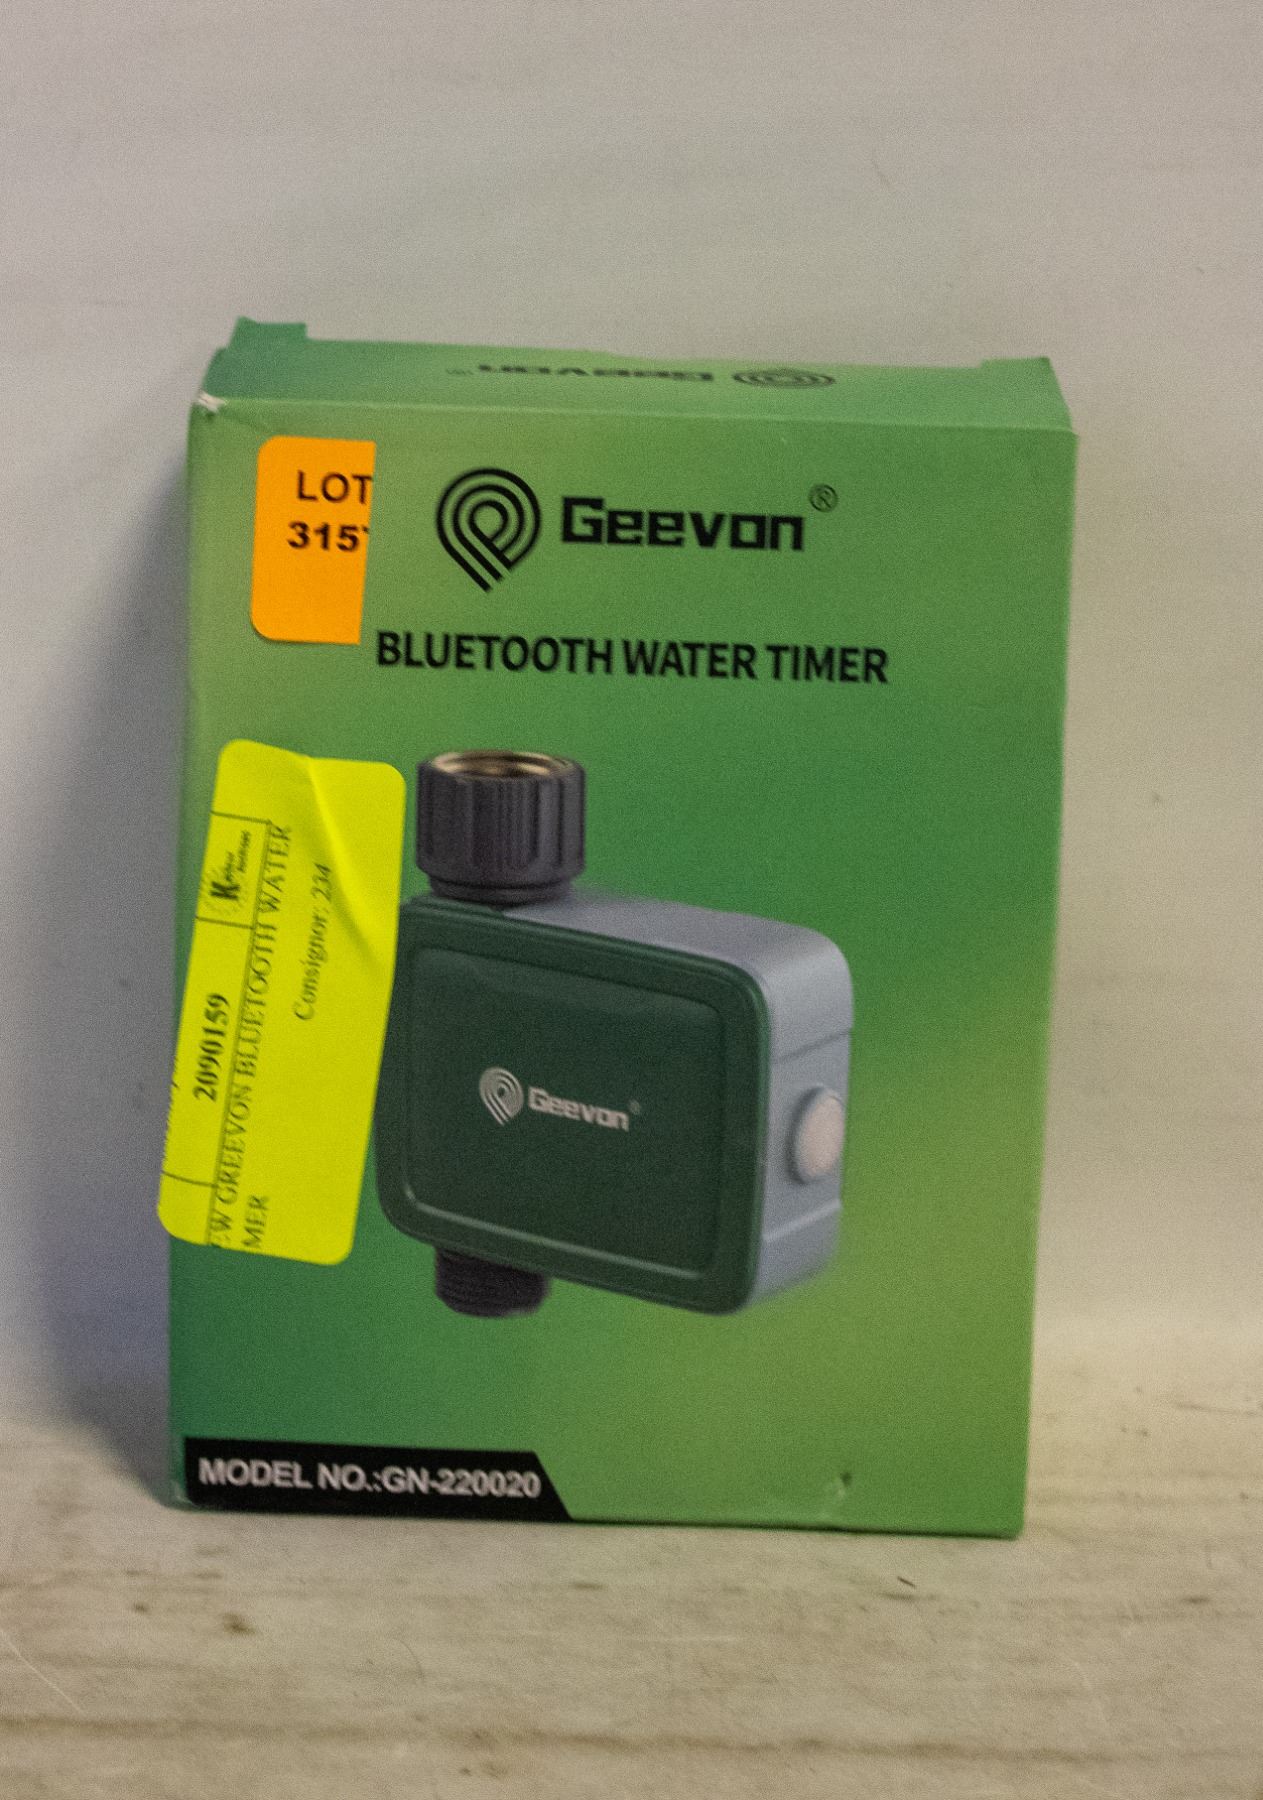 Geevon
LOT
315
Geevon®
BLUETOOTH WATER TIMER
2090159
EW GREEVON BLUETOOTH WATER
MER
Consignor: 234
Geevon
MODEL NO.:GN-220020